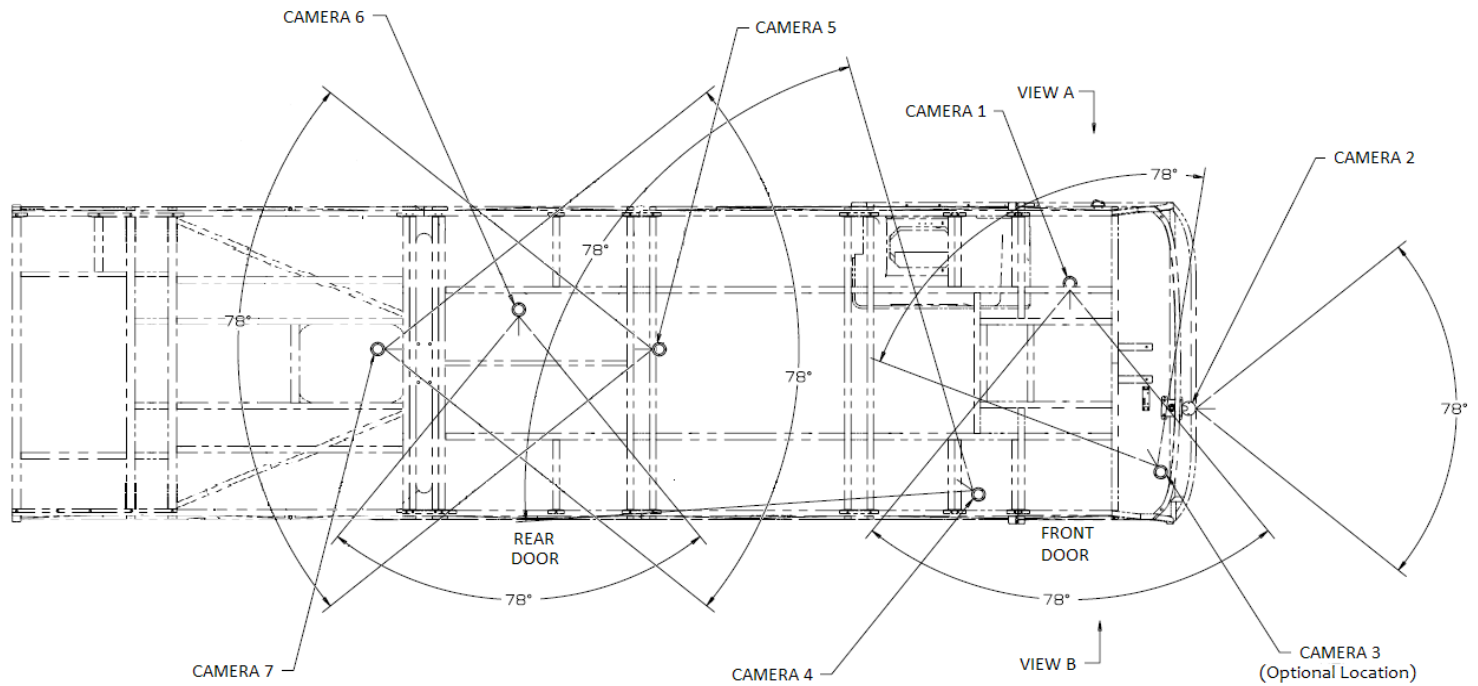 CAMERA 6
CAMERA 5
VIEW A
CAMERA 1
CAMERA 2
78°
78°
78°
78°
78°
REAR
DOOR
FRONT
DOOR
78°
78°
CAMERA 7
CAMERA 4
VIEW B
CAMERA 3
(Optional Location)